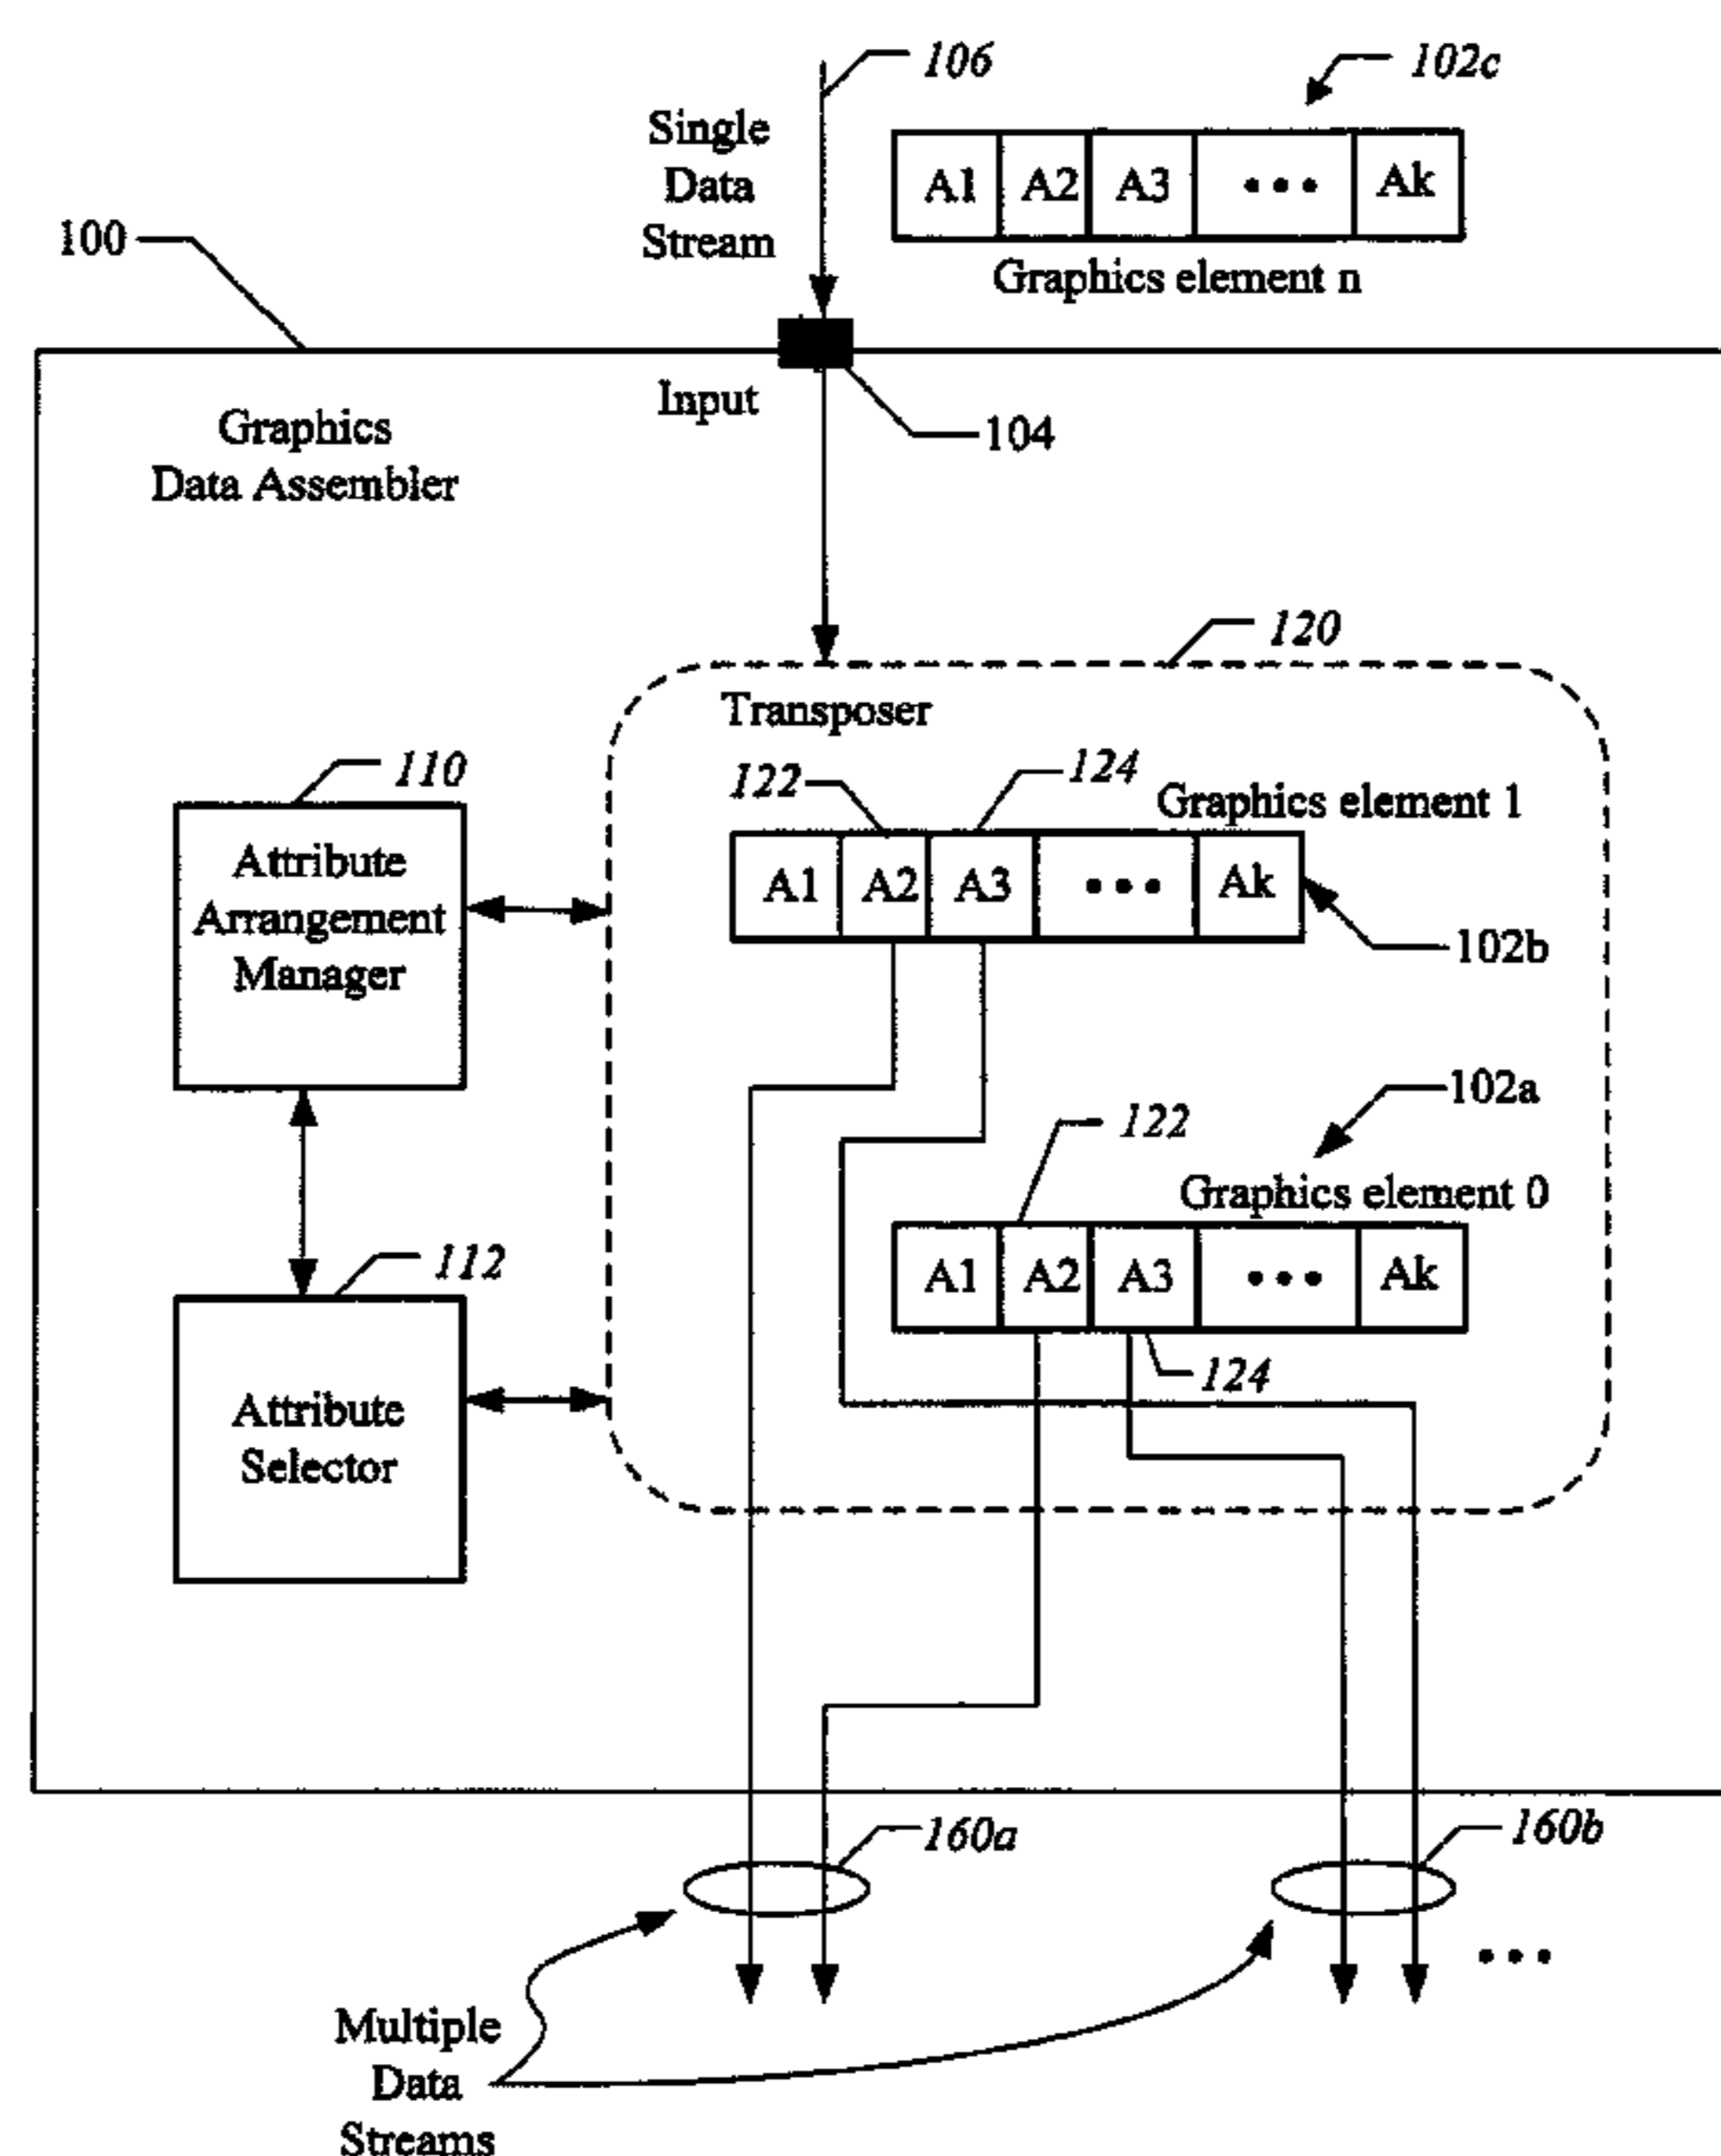 106
102c
Single
Data
Stream
A1 A2 A3 ••• Ak
Graphics element n
100
Input
104
Graphics
Data Assembler
120
Transposer
110
122
124
Graphics element 1
Attribute
Arrangement
Manager
A1 A2 A3 ••• Ak
102b
102a
122
Graphics element 0
112
A1 A2 A3 ••• Ak
124
Attribute
Selector
160a
160b
•••
Multiple
Data
Streams